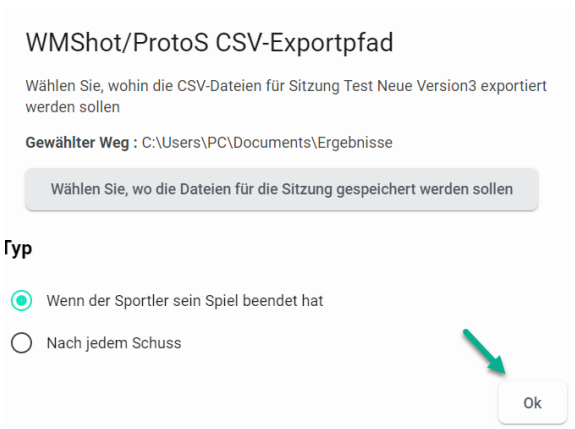 WMShot/ProtoS CSV-Exportpfad
Wählen Sie, wohin die CSV-Dateien für Sitzung Test Neue Version3 exportiert
werden sollen
Gewählter Weg : C:\Users\PC\Documents\Ergebnisse
Wählen Sie, wo die Dateien für die Sitzung gespeichert werden sollen
Typ
Wenn der Sportler sein Spiel beendet hat
Nach jedem Schuss
Ok